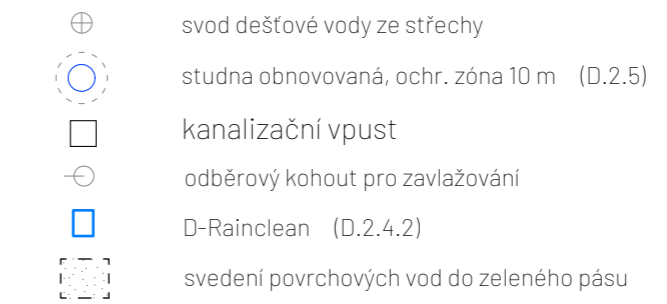 svod dešťové vody ze střechy
studna obnovovaná, ochr. zóna 10 m (D.2.5)
kanalizační vpust
odběrový kohout pro zavlažování
D-Rainclean (D.2.4.2)
svedení povrchových vod do zeleného pásu